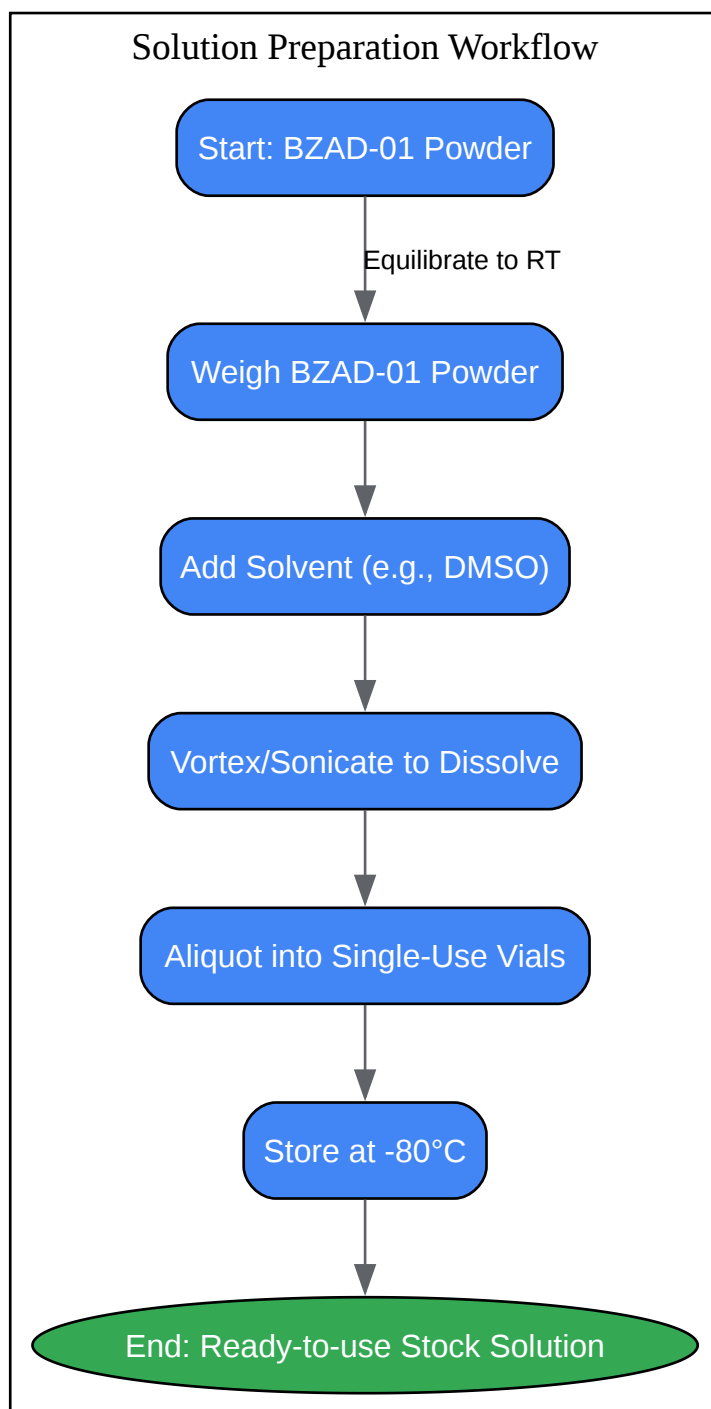 Solution Preparation Workflow
Start: BZAD-01 Powder
Equilibrate to RT
Weigh BZAD-01 Powder
Add Solvent (e.g., DMSO)
Vortex/Sonicate to Dissolve
Aliquot into Single-Use Vials
Store at -80°C
End: Ready-to-use Stock Solution